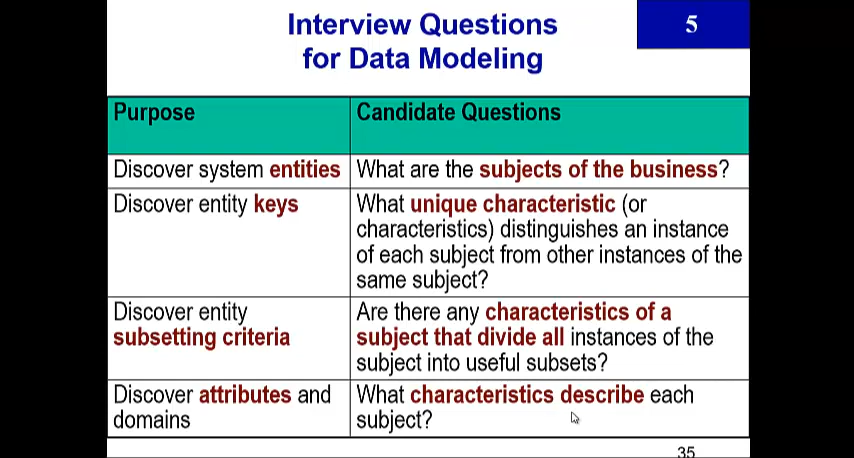 Interview Questions
for Data Modeling
5
Purpose
Candidate Questions
Discover system entities
What are the subjects of the business?
Discover entity keys
What unique characteristic (or
characteristics) distinguishes an instance
of each subject from other instances of the
same subject?
Discover entity
subsetting criteria
Are there any characteristics of a
subject that divide all instances of the
subject into useful subsets?
Discover attributes and
domains
What characteristics describe each
subject?
35